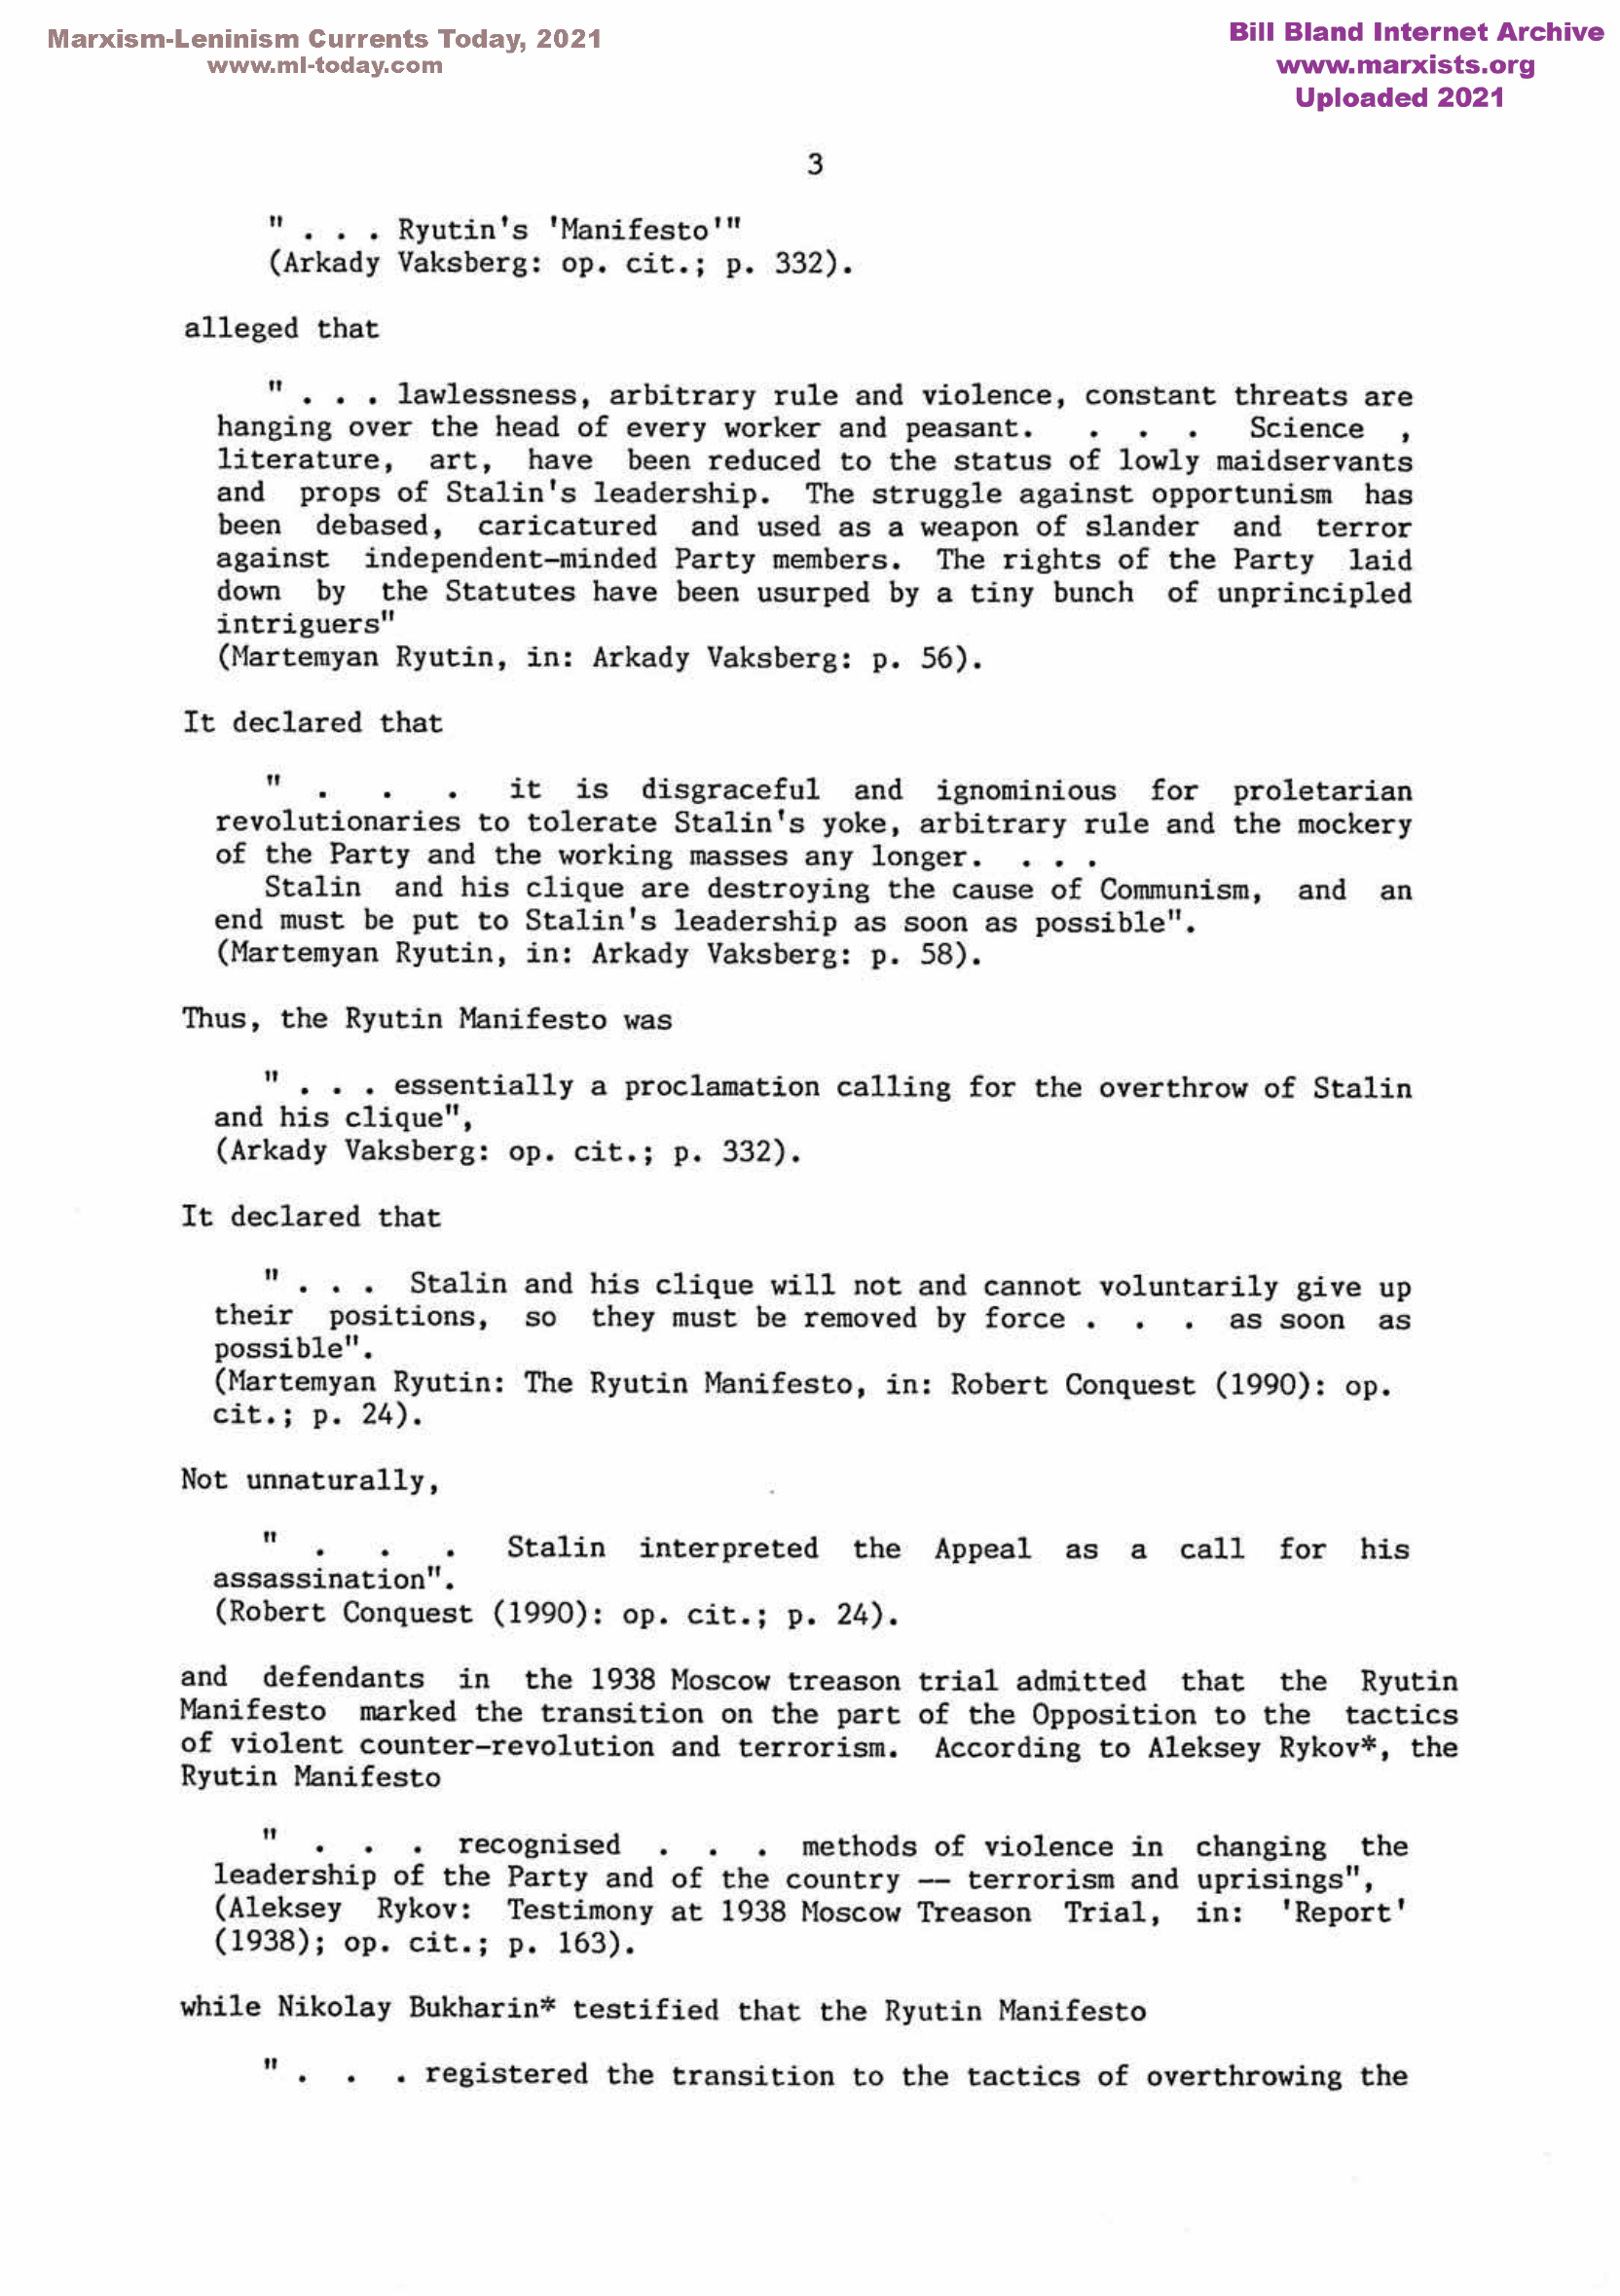 Marxism-Leninism Currents Today, 2021
www.ml-today.com
Bill Bland Internet Archive
www.marxists.org
Uploaded 2021
3
" . . . Ryutin's 'Manifesto'"
(Arkady Vaksberg: op. cit.; p. 332).
alleged that
" . . . lawlessness, arbitrary rule and violence, constant threats are
hanging over the head of every worker and peasant. . . . Science ,
literature, art, have been reduced to the status of lowly maidservants
and props of Stalin's leadership. The struggle against opportunism has
been debased, caricatured and used as a weapon of slander and terror
against independent-minded Party members. The rights of the Party laid
down by the Statutes have been usurped by a tiny bunch of unprincipled
intriguers"
(Martemyan Ryutin, in: Arkady Vaksberg: p. 56).
It declared that
" . . . it is disgraceful and ignominious for proletarian
revolutionaries to tolerate Stalin's yoke, arbitrary rule and the mockery
of the Party and the working masses any longer. . . .
Stalin and his clique are destroying the cause of Communism, and an
end must be put to Stalin's leadership as soon as possible".
(Martemyan Ryutin, in: Arkady Vaksberg: p. 58).
Thus, the Ryutin Manifesto was
" . . . essentially a proclamation calling for the overthrow of Stalin
and his clique",
(Arkady Vaksberg: op. cit.; p. 332).
It declared that
" . . . Stalin and his clique will not and cannot voluntarily give up
their positions, so they must be removed by force . . . as soon as
possible".
(Martemyan Ryutin: The Ryutin Manifesto, in: Robert Conquest (1990): op.
cit.; p. 24).
Not unnaturally,
" . . . Stalin interpreted the Appeal as a call for his
assassination".
(Robert Conquest (1990): op. cit.; p. 24).
and defendants in the 1938 Moscow treason trial admitted that the Ryutin
Manifesto marked the transition on the part of the Opposition to the tactics
of violent counter-revolution and terrorism. According to Aleksey Rykov*, the
Ryutin Manifesto
" . . . recognised . . . methods of violence in changing the
leadership of the Party and of the country -- terrorism and uprisings",
(Aleksey Rykov: Testimony at 1938 Moscow Treason Trial, in: 'Report'
(1938); op. cit.; p. 163).
while Nikolay Bukharin* testified that the Ryutin Manifesto
" . . . registered the transition to the tactics of overthrowing the